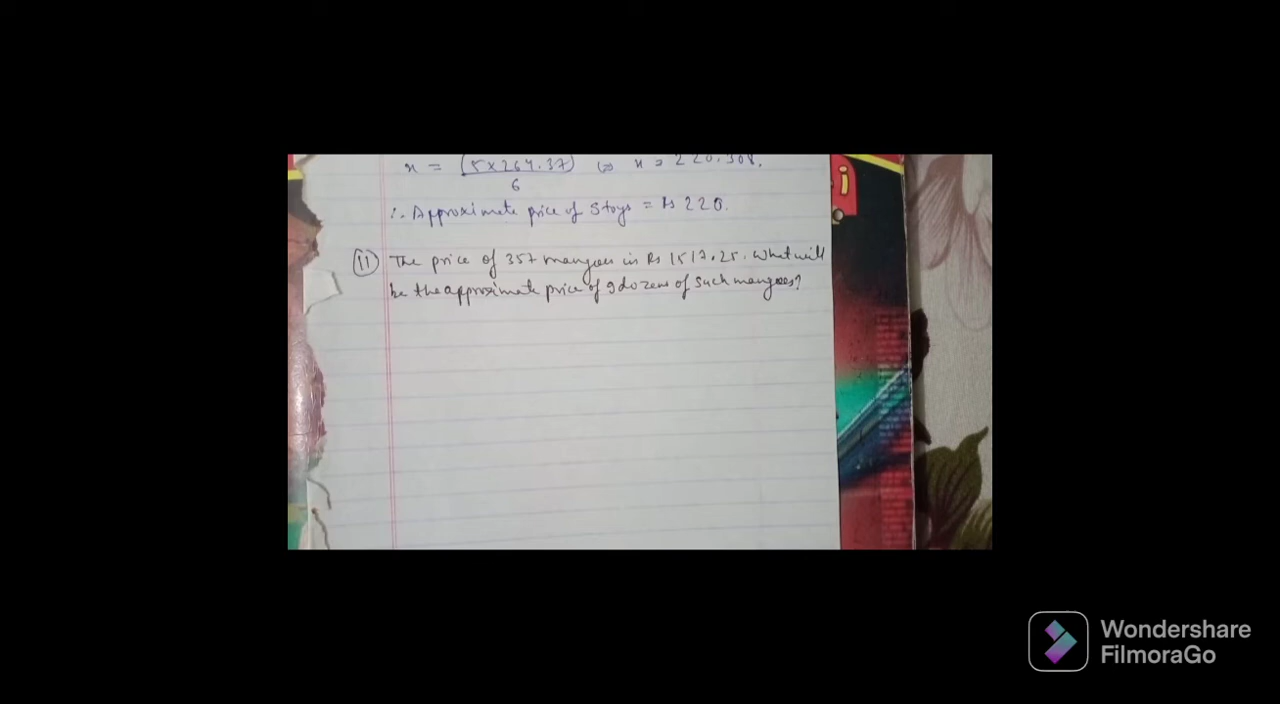 x = (5×264.37) ⇒ x = 220.308.
6
∴ Approximate price of 5 toys = Rs 220.
(11) The price of 357 mangoes is Rs 1517.25. What will
be the approximate price of 9 dozens of such mangoes?
Wondershare
FilmoraGo